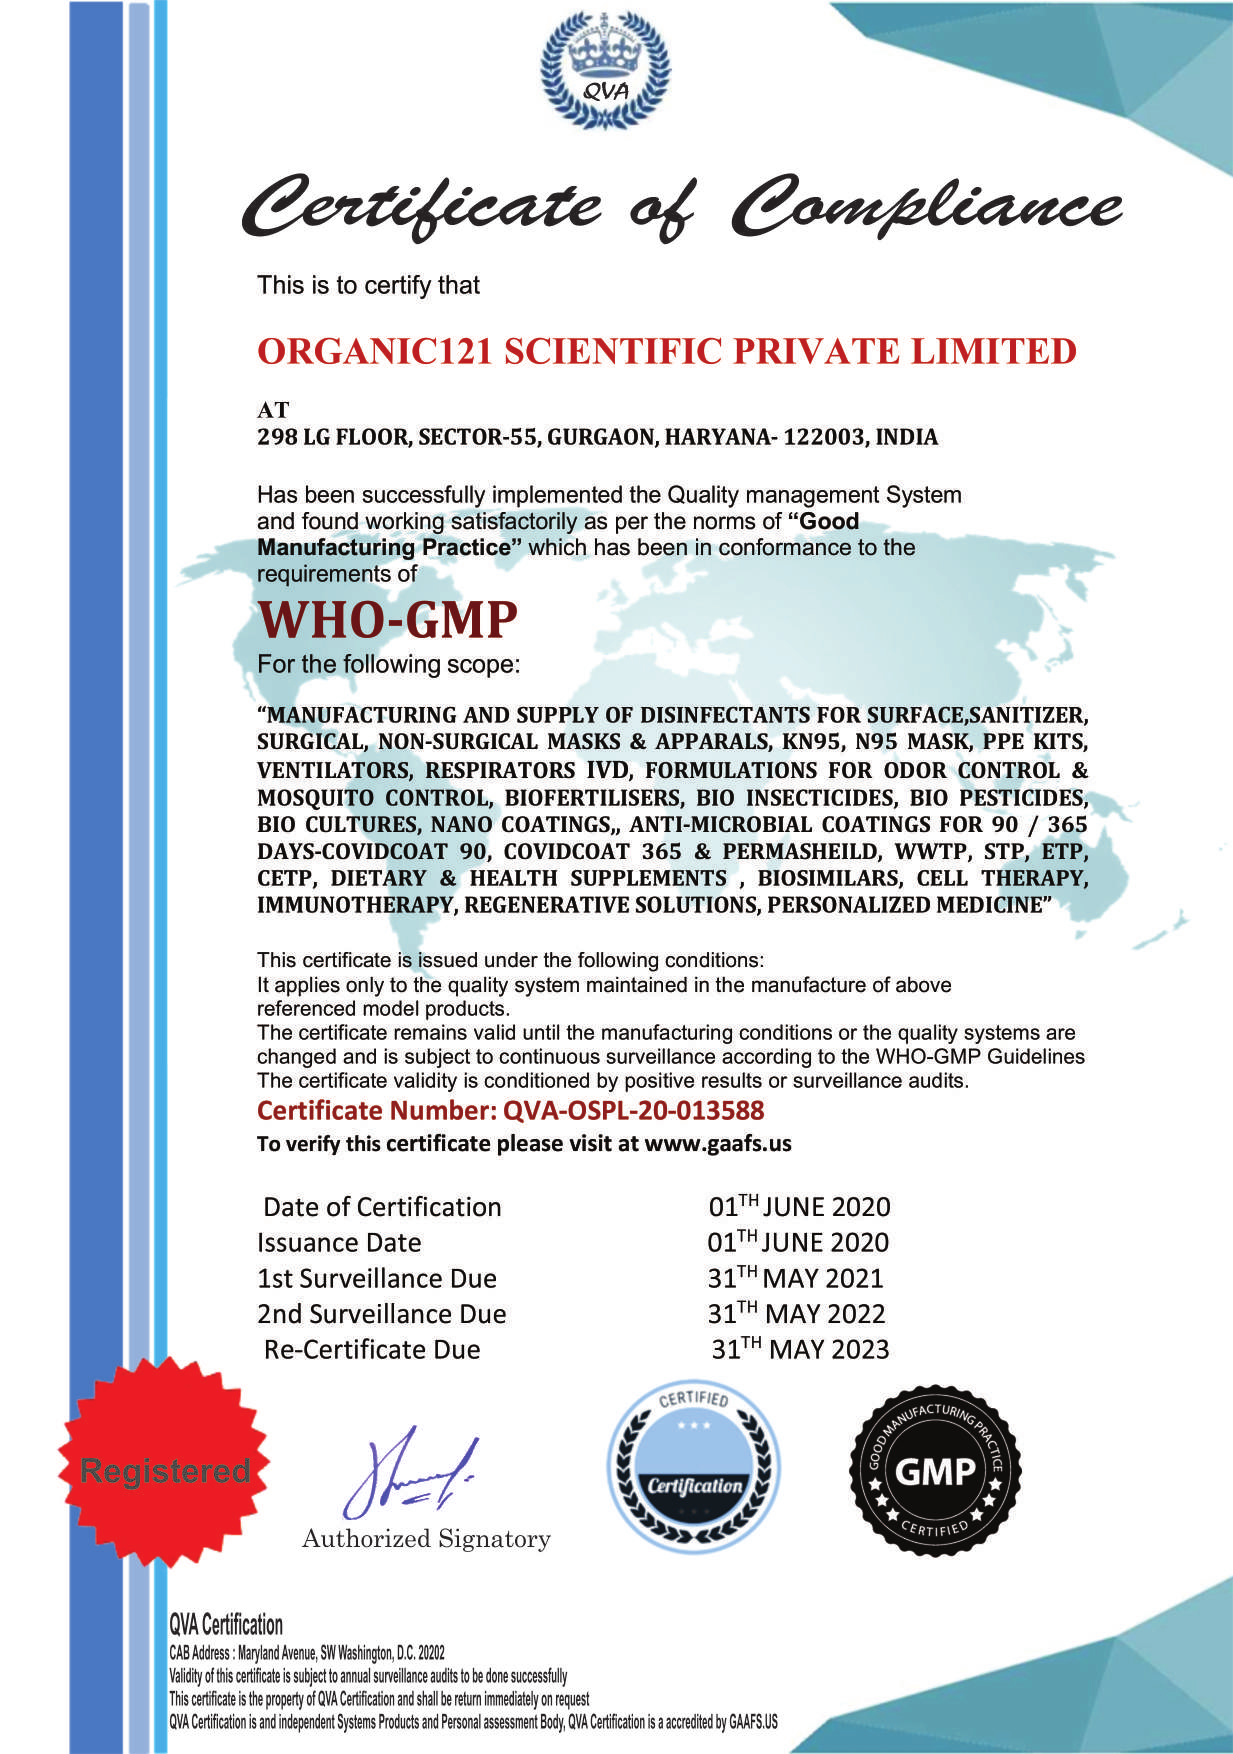 QVA
Certificate of Compliance
This is to certify that
ORGANIC121 SCIENTIFIC PRIVATE LIMITED
AT
298 LG FLOOR, SECTOR-55, GURGAON, HARYANA- 122003, INDIA
Has been successfully implemented the Quality management System
and found working satisfactorily as per the norms of “Good
Manufacturing Practice” which has been in conformance to the
requirements of
WHO-GMP
For the following scope:
“MANUFACTURING AND SUPPLY OF DISINFECTANTS FOR SURFACE,SANITIZER,
SURGICAL, NON-SURGICAL MASKS & APPARALS, KN95, N95 MASK, PPE KITS,
VENTILATORS, RESPIRATORS IVD, FORMULATIONS FOR ODOR CONTROL &
MOSQUITO CONTROL, BIOFERTILISERS, BIO INSECTICIDES, BIO PESTICIDES,
BIO CULTURES, NANO COATINGS,, ANTI-MICROBIAL COATINGS FOR 90 / 365
DAYS-COVIDCOAT 90, COVIDCOAT 365 & PERMASHEILD, WWTP, STP, ETP,
CETP, DIETARY & HEALTH SUPPLEMENTS , BIOSIMILARS, CELL THERAPY,
IMMUNOTHERAPY, REGENERATIVE SOLUTIONS, PERSONALIZED MEDICINE”
This certificate is issued under the following conditions:
It applies only to the quality system maintained in the manufacture of above
referenced model products.
The certificate remains valid until the manufacturing conditions or the quality systems are
changed and is subject to continuous surveillance according to the WHO-GMP Guidelines
The certificate validity is conditioned by positive results or surveillance audits.
Certificate Number: QVA-OSPL-20-013588
To verify this certificate please visit at www.gaafs.us
Date of Certification 01TH JUNE 2020
Issuance Date 01TH JUNE 2020
1st Surveillance Due 31TH MAY 2021
2nd Surveillance Due 31TH MAY 2022
Re-Certificate Due 31TH MAY 2023
Registered
Authorized Signatory
CERTIFIED
Certification
GOOD MANUFACTURING PRACTICE
GMP
CERTIFIED
QVA Certification
CAB Address : Maryland Avenue, SW Washington, D.C. 20202
Validity of this certificate is subject to annual surveillance audits to be done successfully
This certificate is the property of QVA Certification and shall be return immediately on request
QVA Certification is and independent Systems Products and Personal assessment Body, QVA Certification is a accredited by GAAFS.US